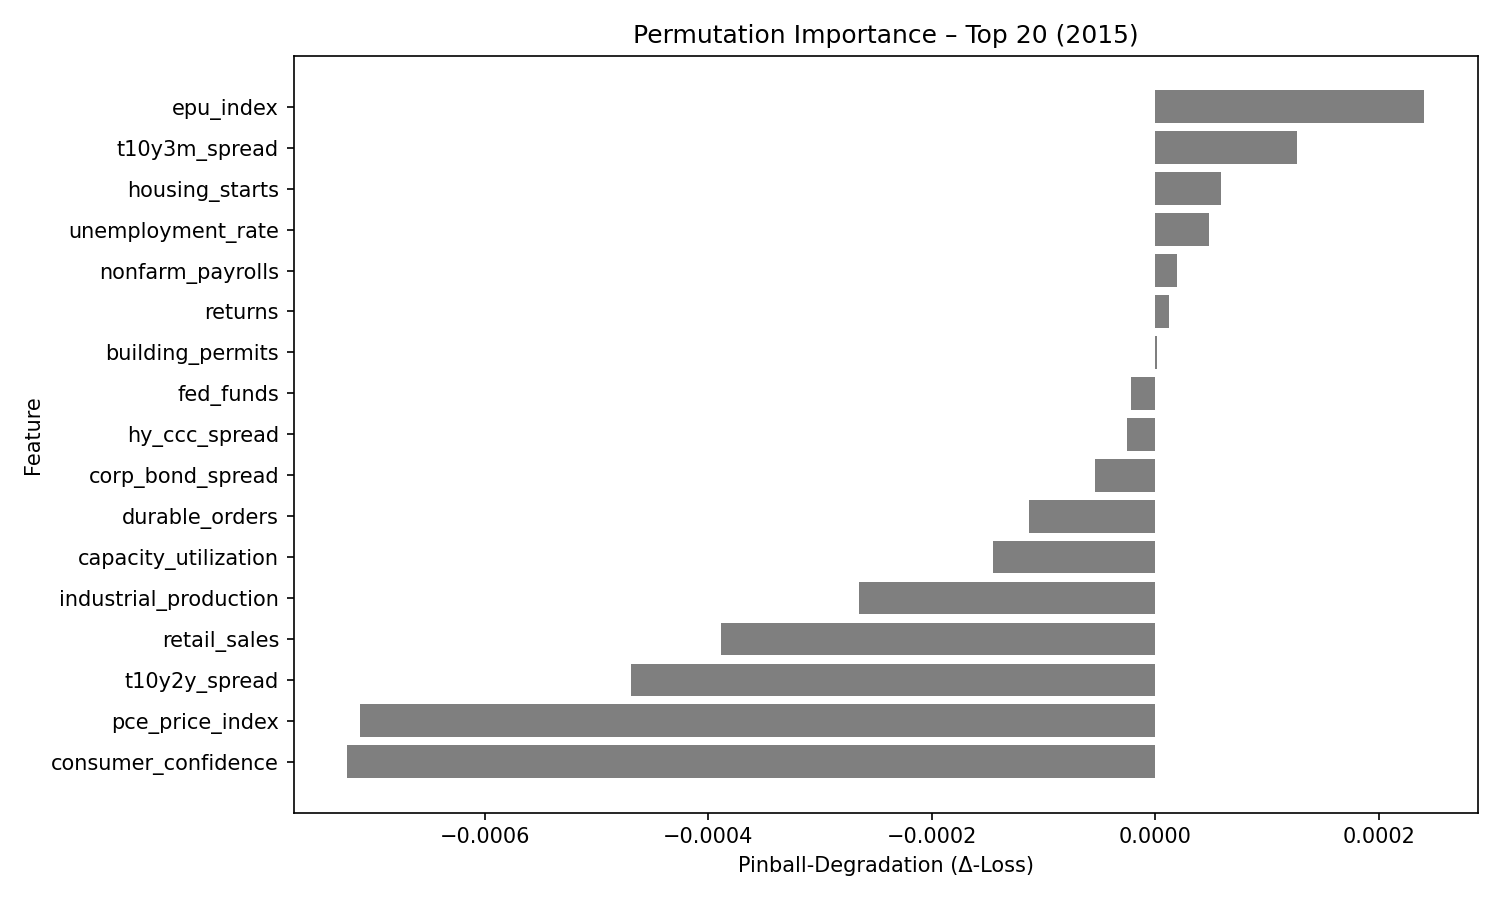 Permutation Importance – Top 20 (2015)
epu_index
t10y3m_spread
housing_starts
unemployment_rate
nonfarm_payrolls
returns
building_permits
fed_funds
hy_ccc_spread
corp_bond_spread
durable_orders
capacity_utilization
industrial_production
retail_sales
t10y2y_spread
pce_price_index
consumer_confidence
Feature
−0.0006 −0.0004 −0.0002 0.0000 0.0002
Pinball-Degradation (Δ-Loss)